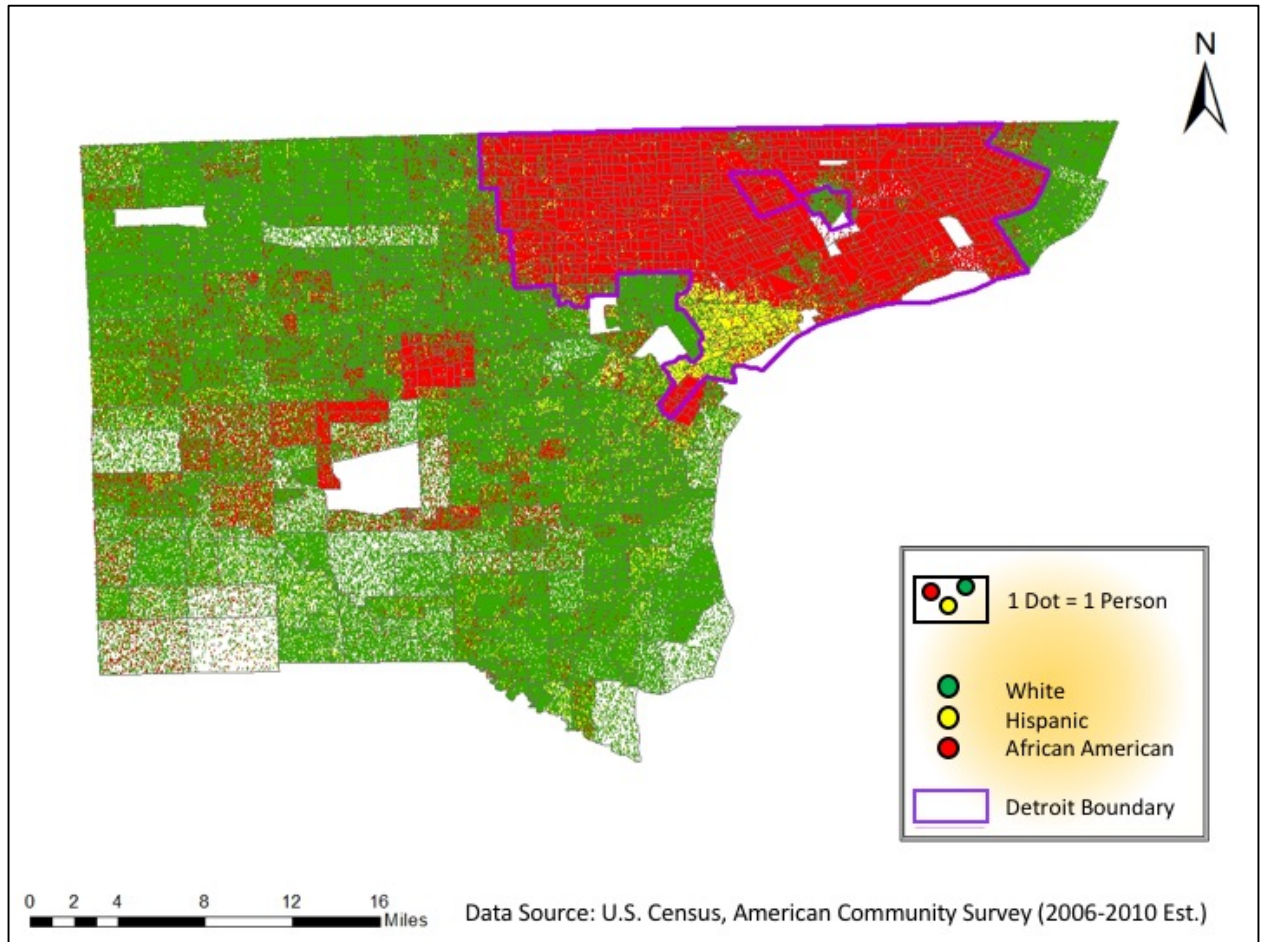 N
1 Dot = 1 Person
White
Hispanic
African American
Detroit Boundary
0 2 4 8 12 16
Miles
Data Source: U.S. Census, American Community Survey (2006-2010 Est.)